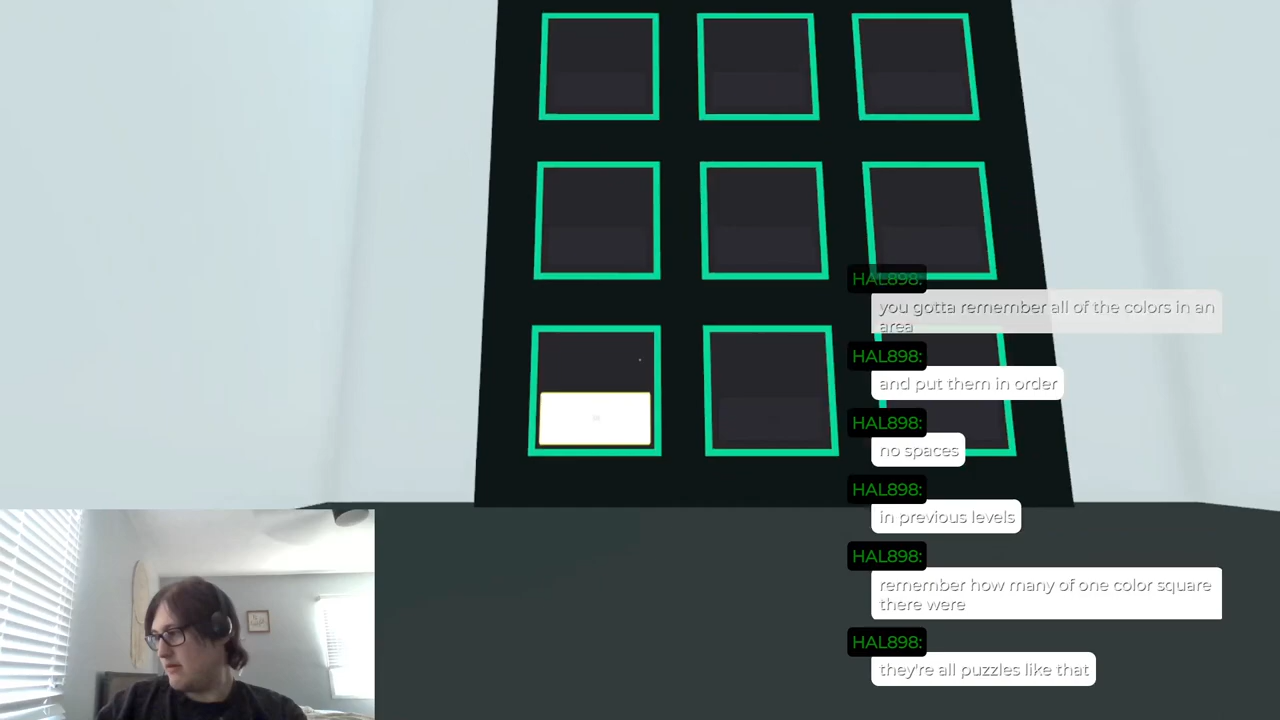 HAL898:
you gotta remember all of the colors in an
area
HAL898:
and put them in order
HAL898:
no spaces
HAL898:
in previous levels
HAL898:
remember how many of one color square
there were
HAL898:
they're all puzzles like that